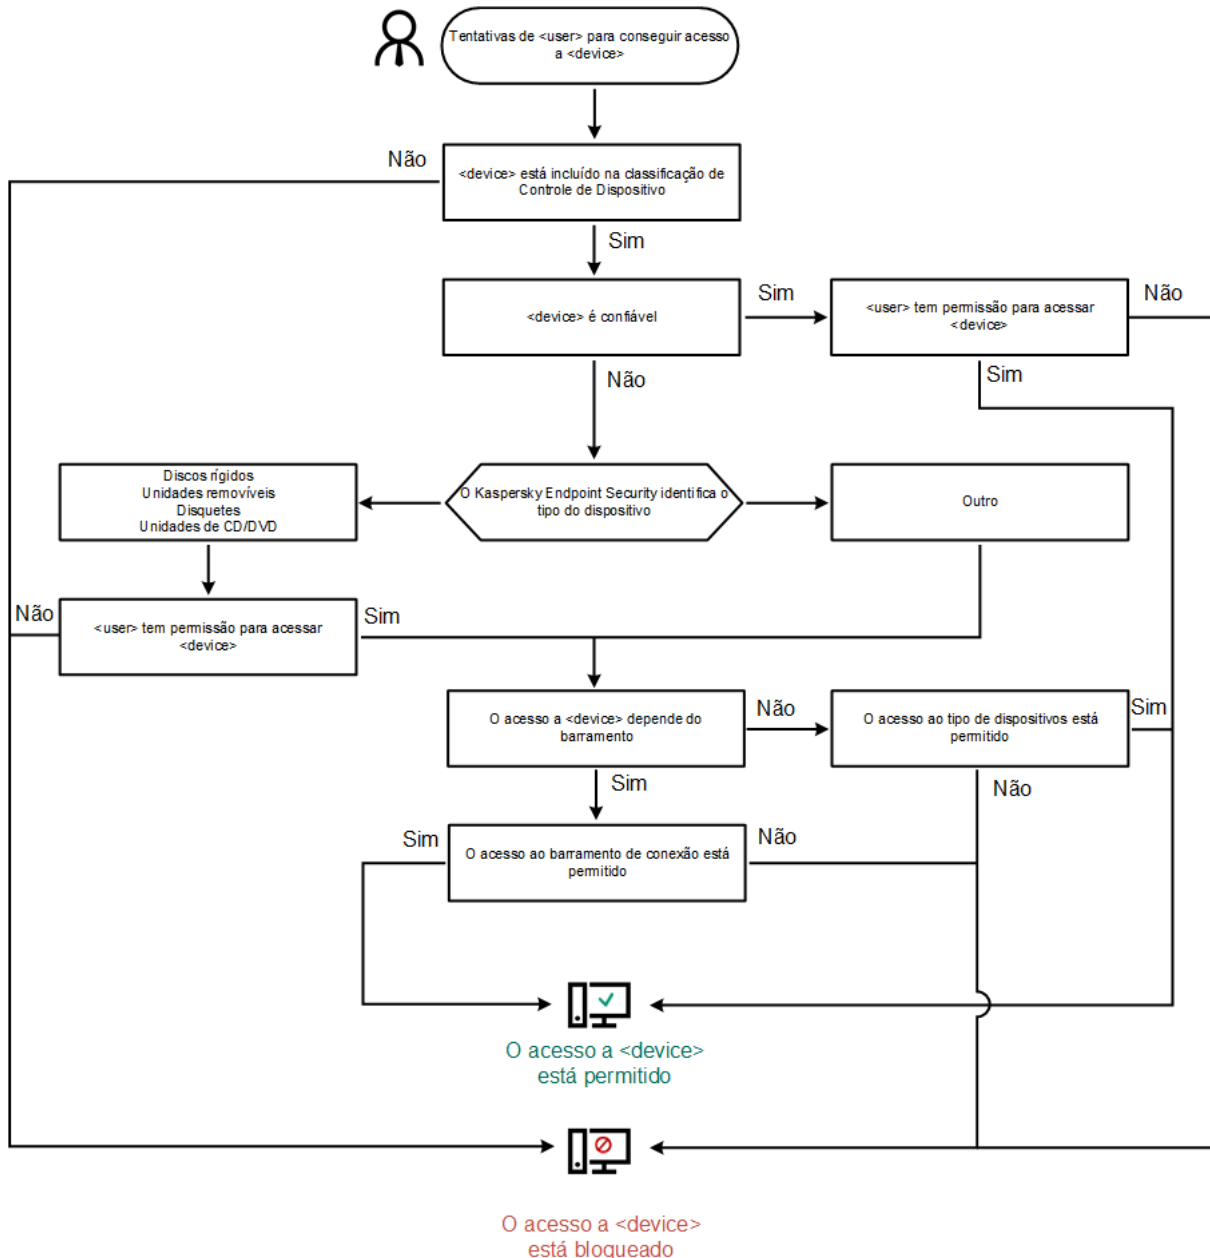 Tentativas de <user> para conseguir acesso
a <device>
Não
<device> está incluído na classificação de
Controle de Dispositivo
Sim
<device> é confiável
Sim
<user> tem permissão para acessar
<device>
Não
Não
Sim
Discos rígidos
Unidades removíveis
Disquetes
Unidades de CD/DVD
O Kaspersky Endpoint Security identifica o
tipo do dispositivo
Outro
Não
<user> tem permissão para acessar
<device>
Sim
O acesso a <device> depende do
barramento
Não
O acesso ao tipo de dispositivos está
permitido
Sim
Sim
Não
Sim
O acesso ao barramento de conexão está
permitido
Não
O acesso a <device>
está permitido
O acesso a <device>
está bloqueado